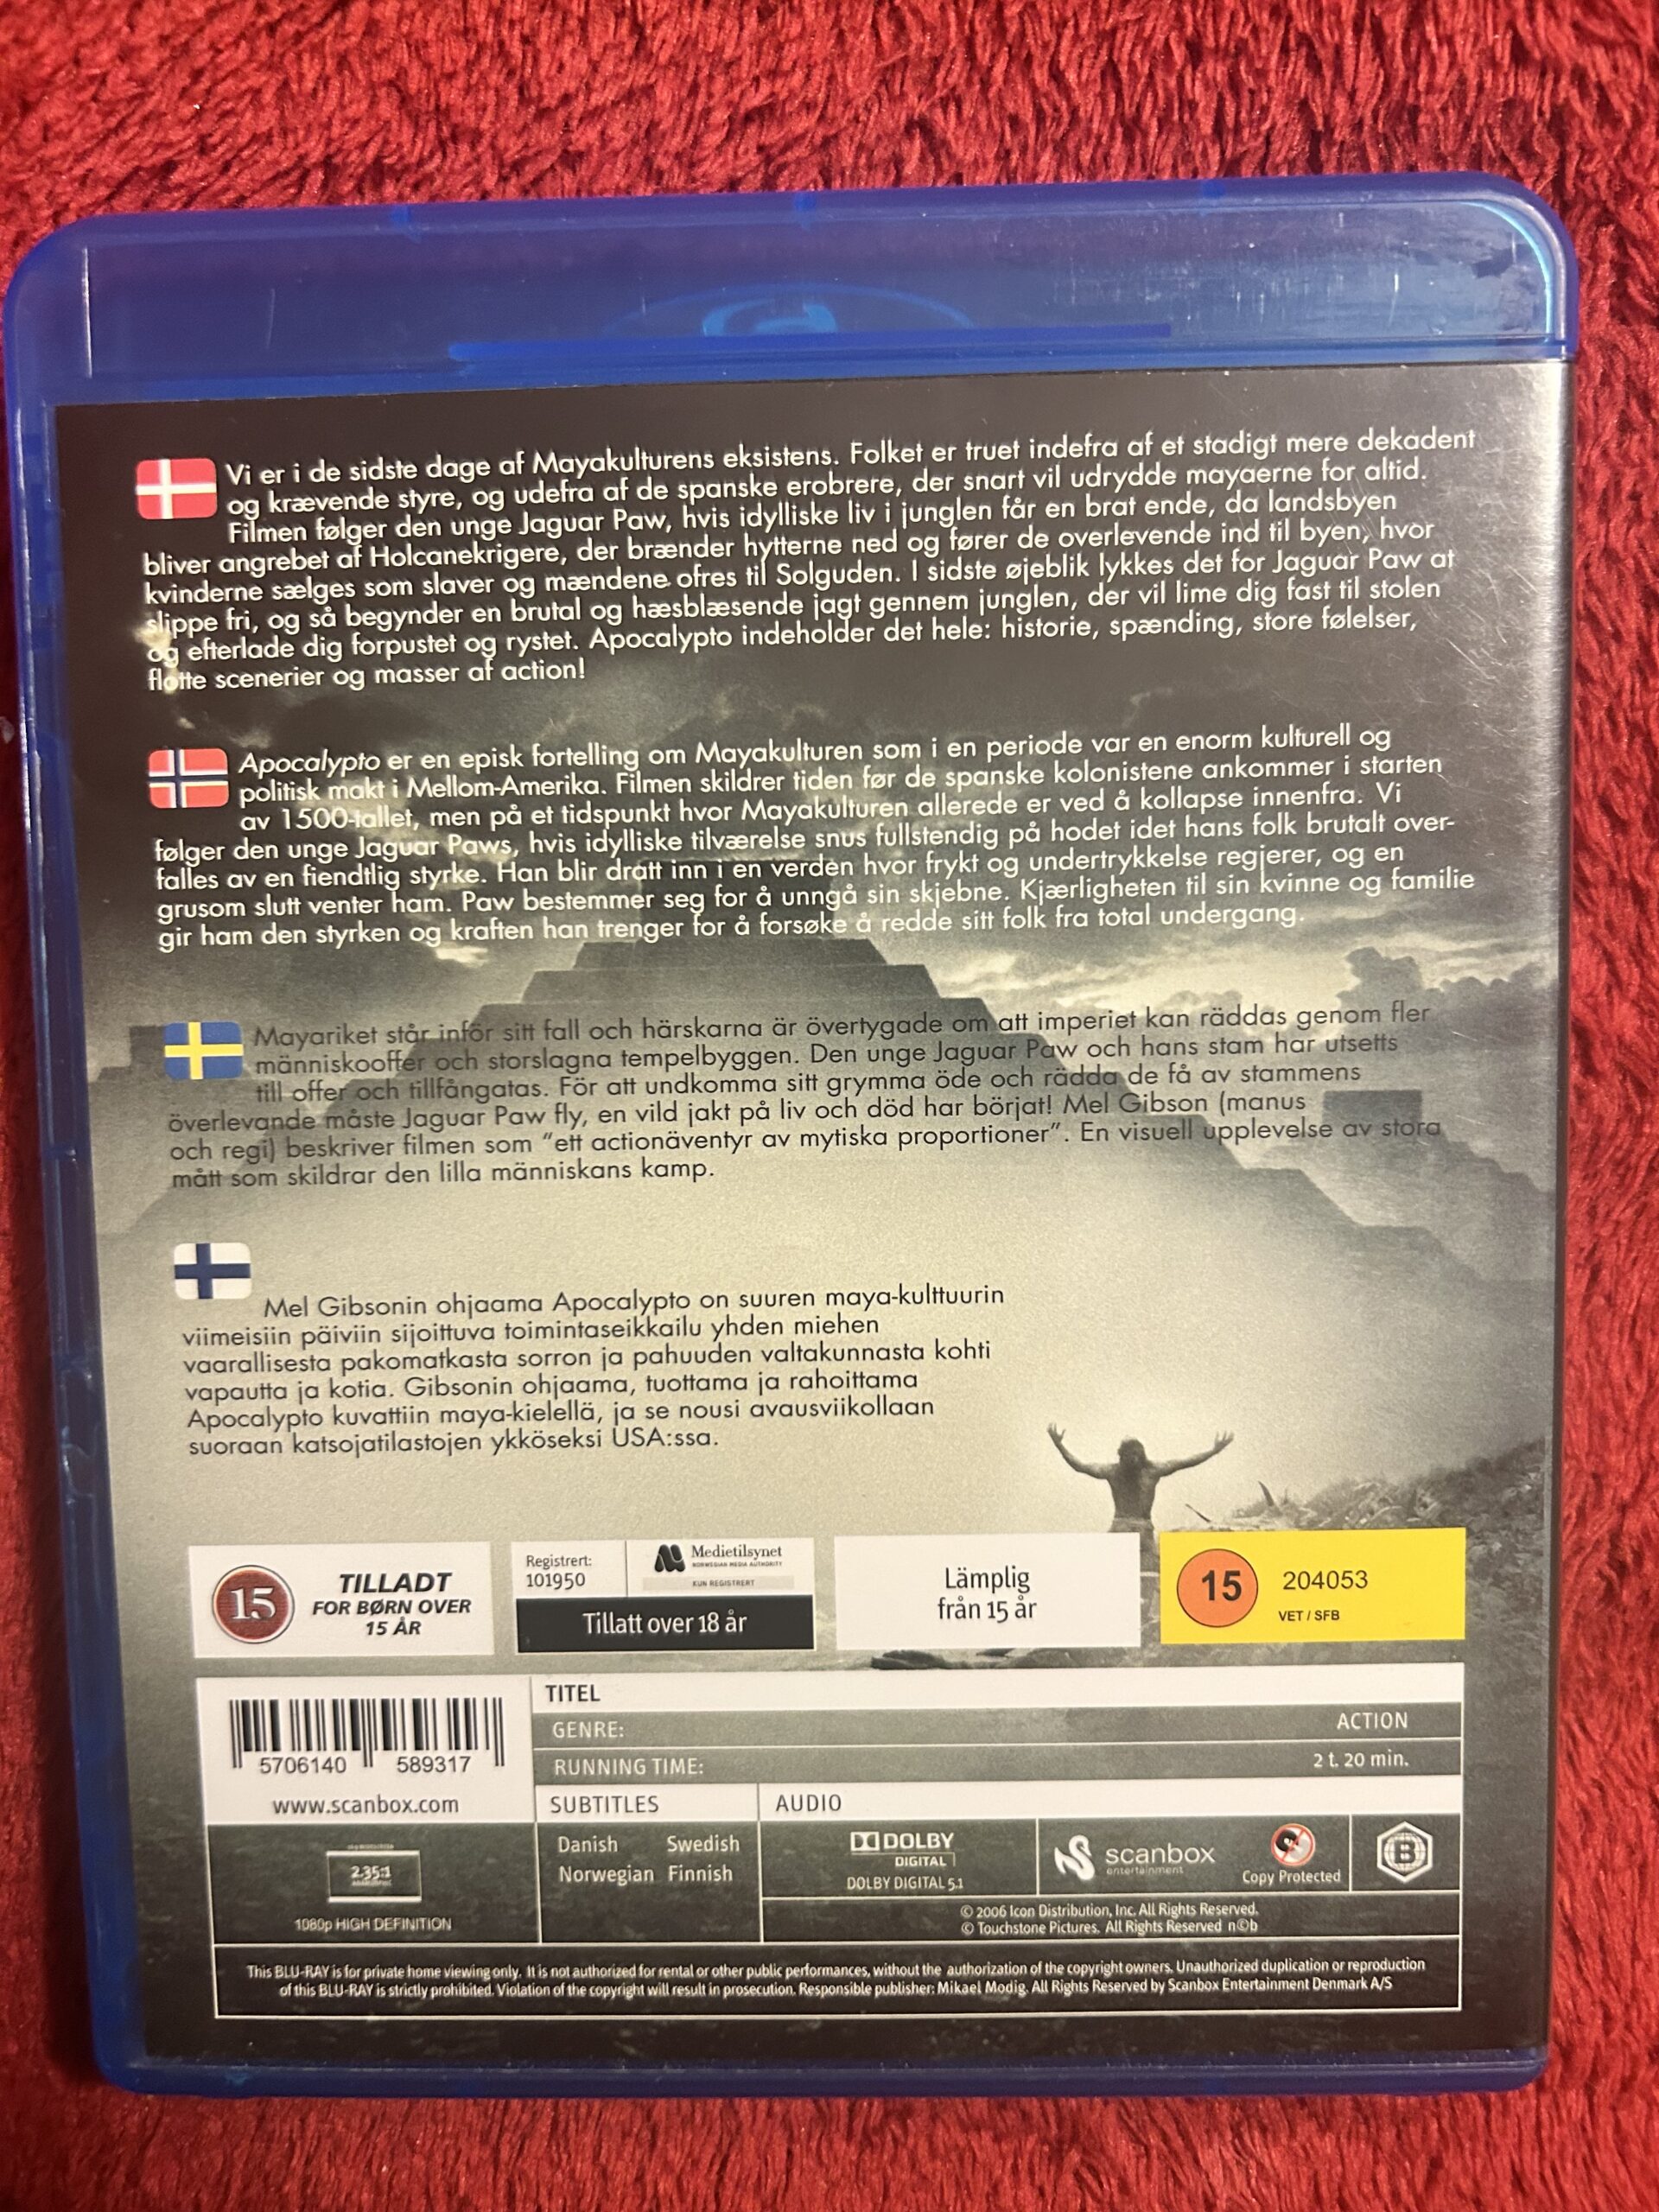 Vi er i de sidste dage af Mayakulturens eksistens. Folket er truet indefra af et stadigt mere dekadent
og krævende styre, og udefra af de spanske erobrere, der snart vil udrydde mayaerne for altid.
Filmen følger den unge Jaguar Paw, hvis idylliske liv i junglen får en brat ende, da landsbyen
bliver angrebet af Holcanekrigere, der brænder hytterne ned og fører de overlevende ind til byen, hvor
kvinderne sælges som slaver og mændene ofres til Solguden. I sidste øjeblik lykkes det for Jaguar Paw at
slippe fri, og så begynder en brutal og hæsblæsende jagt gennem junglen, der vil lime dig fast til stolen
og efterlade dig forpustet og rystet. Apocalypto indeholder det hele: historie, spænding, store følelser,
flotte scenerier og masser af action!
Apocalypto er en episk fortelling om Mayakulturen som i en periode var en enorm kulturell og
politisk makt i Mellom-Amerika. Filmen skildrer tiden før de spanske kolonistene ankommer i starten
av 1500-tallet, men på et tidspunkt hvor Mayakulturen allerede er ved å kollapse innenfra. Vi
følger den unge Jaguar Paws, hvis idylliske tilværelse snus fullstendig på hodet idet hans folk brutalt over-
falles av en fiendtlig styrke. Han blir dratt inn i en verden hvor frykt og undertrykkelse regjerer, og en
grusom slutt venter ham. Paw bestemmer seg for å unngå sin skjebne. Kjærligheten til sin kvinne og familie
gir ham den styrken og kraften han trenger for å forsøke å redde sitt folk fra total undergang.
Mayariket står inför sitt fall och härskarna är övertygade om att imperiet kan räddas genom fler
människooffer och storslagna tempelbyggen. Den unge Jaguar Paw och hans stam har utsetts
till offer och tillfångatas. För att undkomma sitt grymma öde och rädda de få av stammens
överlevande måste Jaguar Paw fly, en vild jakt på liv och död har börjat! Mel Gibson (manus
och regi) beskriver filmen som “ett actionäventyr av mytiska proportioner”. En visuell upplevelse av stora
mått som skildrar den lilla människans kamp.
Mel Gibsonin ohjaama Apocalypto on suuren maya-kulttuurin
viimeisiin päiviin sijoittuva toimintaseikkailu yhden miehen
vaarallisesta pakomatkasta sorron ja pahuuden valtakunnasta kohti
vapautta ja kotia. Gibsonin ohjaama, tuottama ja rahoittama
Apocalypto kuvattiin maya-kielellä, ja se nousi avausviikollaan
suoraan katsojatilastojen ykköseksi USA:ssa.
15
TILLADT
FOR BØRN OVER
15 ÅR
Registrert:
101950
Medietilsynet
NORWEGIAN MEDIA AUTHORITY
KUN REGISTRERT
Tillatt over 18 år
Lämplig
från 15 år
15
204053
VET / SFB
5706140 589317
www.scanbox.com
TITEL
GENRE: ACTION
RUNNING TIME: 2 t. 20 min.
SUBTITLES
Danish Swedish
Norwegian Finnish
AUDIO
DOLBY
DIGITAL
DOLBY DIGITAL 5.1
scanbox
entertainment
Copy Protected
B
2.35:1
1080p HIGH DEFINITION
© 2006 Icon Distribution, Inc. All Rights Reserved.
© Touchstone Pictures. All Rights Reserved n©b
This BLU-RAY is for private home viewing only. It is not authorized for rental or other public performances, without the authorization of the copyright owners. Unauthorized duplication or reproduction
of this BLU-RAY is strictly prohibited. Violation of the copyright will result in prosecution. Responsible publisher: Mikael Modig. All Rights Reserved by Scanbox Entertainment Denmark A/S